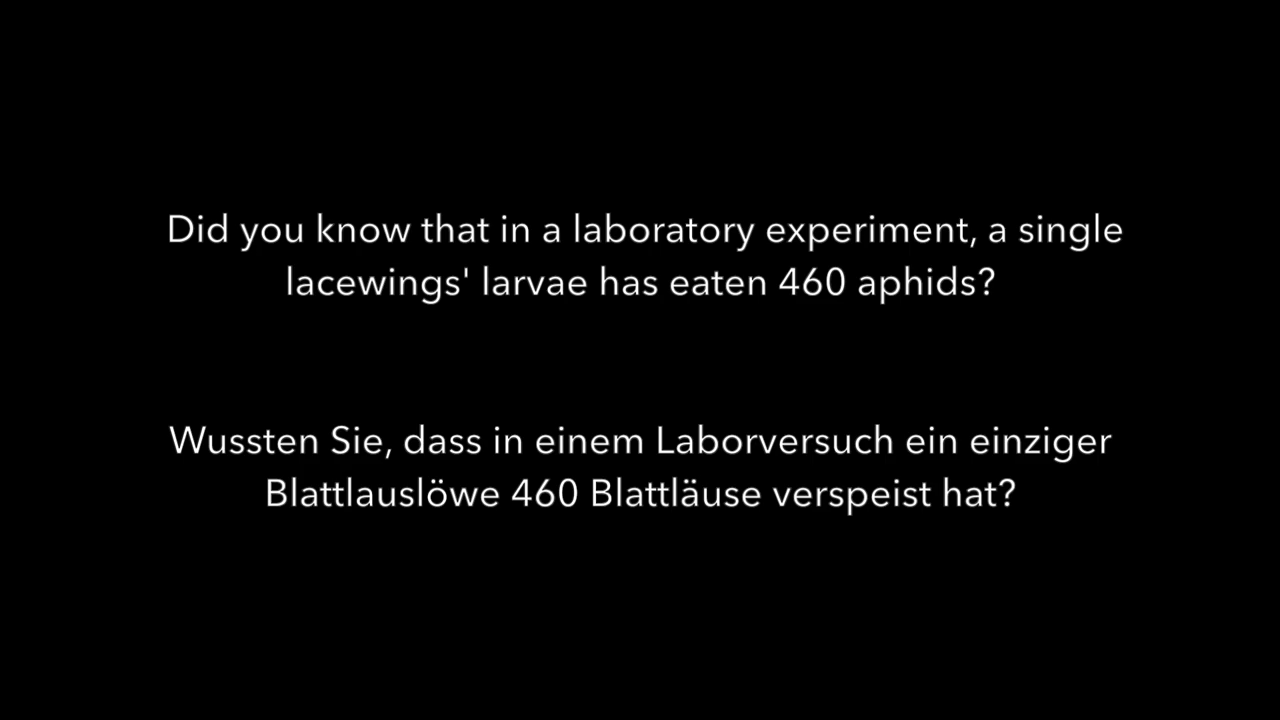 Did you know that in a laboratory experiment, a single
lacewings' larvae has eaten 460 aphids?
Wussten Sie, dass in einem Laborversuch ein einziger
Blattlauslöwe 460 Blattläuse verspeist hat?